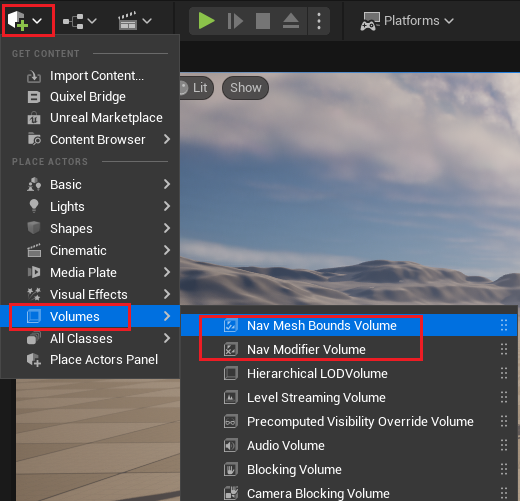 Platforms
GET CONTENT
Import Content...
Quixel Bridge
Unreal Marketplace
Content Browser
PLACE ACTORS
Basic
Lights
Shapes
Cinematic
Media Plate
Visual Effects
Volumes
All Classes
Place Actors Panel
Lit
Show
Nav Mesh Bounds Volume
Nav Modifier Volume
Hierarchical LODVolume
Level Streaming Volume
Precomputed Visibility Override Volume
Audio Volume
Blocking Volume
Camera Blocking Volume